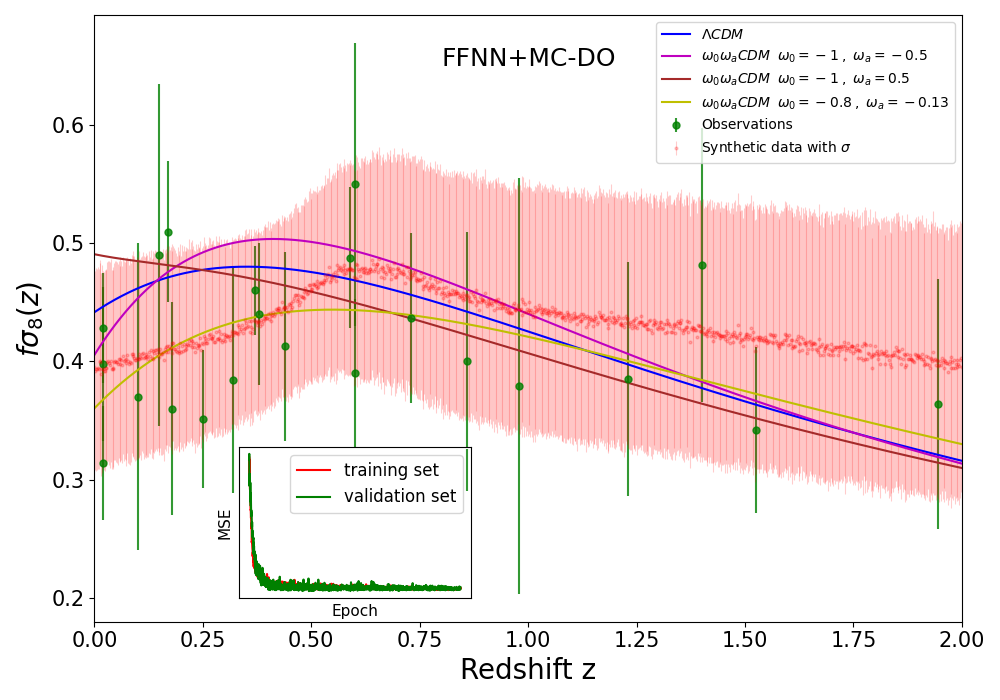 FFNN+MC-DO
ΛCDM
ω₀ωₐCDM ω₀ = −1 , ωₐ = −0.5
ω₀ωₐCDM ω₀ = −1 , ωₐ = 0.5
ω₀ωₐCDM ω₀ = −0.8 , ωₐ = −0.13
Observations
Synthetic data with σ
fσ₈(z)
0.6
0.5
0.4
0.3
0.2
training set
validation set
MSE
Epoch
0.00 0.25 0.50 0.75 1.00 1.25 1.50 1.75 2.00
Redshift z